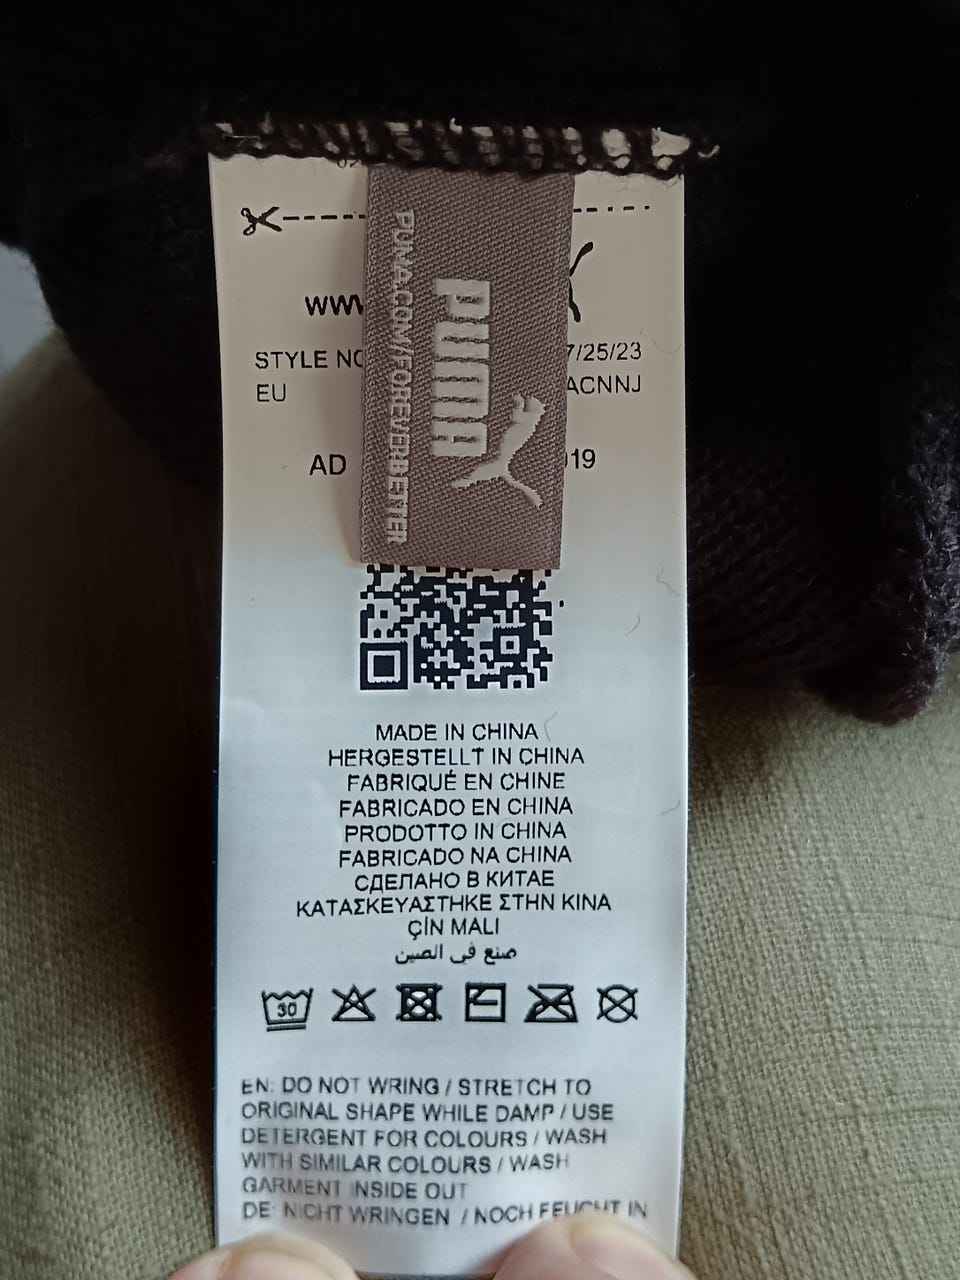 WWW
STYLE NO 7/25/23
EU ACNNJ
AD 019
PUMA
PUMA.COM/FOREVERBETTER
MADE IN CHINA
HERGESTELLT IN CHINA
FABRIQUÉ EN CHINE
FABRICADO EN CHINA
PRODOTTO IN CHINA
FABRICADO NA CHINA
СДЕЛАНО В КИТАЕ
ΚΑΤΑΣΚΕΥΑΣΤΗΚΕ ΣΤΗΝ ΚΙΝΑ
ÇİN MALI
صنع في الصين
30
EN: DO NOT WRING / STRETCH TO
ORIGINAL SHAPE WHILE DAMP / USE
DETERGENT FOR COLOURS / WASH
WITH SIMILAR COLOURS / WASH
GARMENT INSIDE OUT
DE: NICHT WRINGEN / NOCH FEUCHT IN